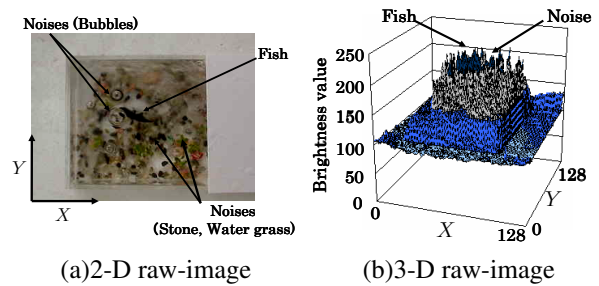 Noises (Bubbles)
Fish
Y
X
Noises
(Stone, Water grass)
(a)2-D raw-image
Fish
Noise
Brightness value
250
200
150
100
50
0
0
X
128
0
Y
128
(b)3-D raw-image